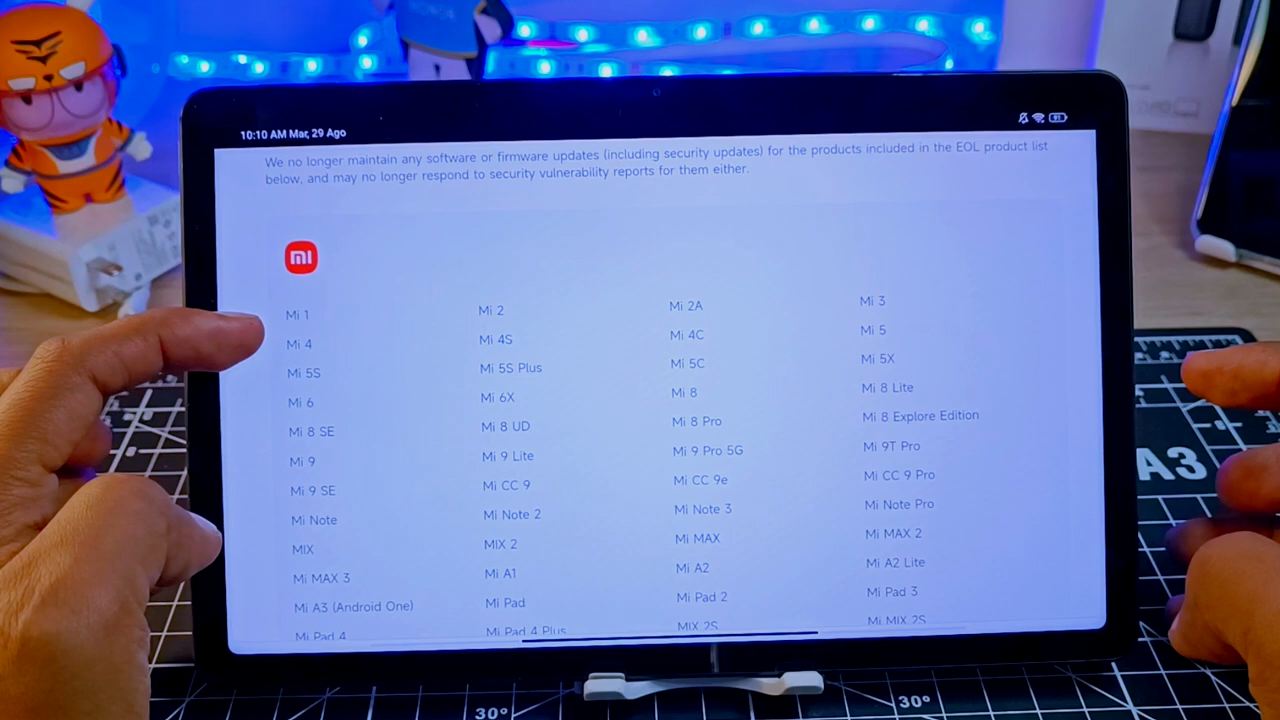 10:10 AM Mar, 29 Ago
91
We no longer maintain any software or firmware updates (including security updates) for the products included in the EOL product list
below, and may no longer respond to security vulnerability reports for them either.
mi
Mi 1 Mi 2 Mi 2A Mi 3
Mi 4 Mi 4S Mi 4C Mi 5
Mi 5S Mi 5S Plus Mi 5C Mi 5X
Mi 6 Mi 6X Mi 8 Mi 8 Lite
Mi 8 SE Mi 8 UD Mi 8 Pro Mi 8 Explore Edition
Mi 9 Mi 9 Lite Mi 9 Pro 5G Mi 9T Pro
Mi 9 SE Mi CC 9 Mi CC 9e Mi CC 9 Pro
Mi Note Mi Note 2 Mi Note 3 Mi Note Pro
MIX MIX 2 Mi MAX Mi MAX 2
Mi MAX 3 Mi A1 Mi A2 Mi A2 Lite
Mi A3 (Android One) Mi Pad Mi Pad 2 Mi Pad 3
Mi Pad 4 Mi Pad 4 Plus MIX 2S Mi MIX 2S
A3
30° 30°